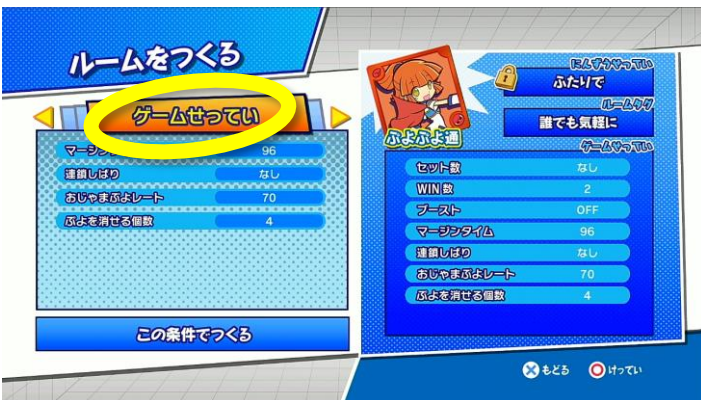 ルームをつくる
ゲームせってい
マージン
96
連鎖しばり
なし
おじゃまぷよレート
70
ぷよを消せる個数
4
この条件でつくる
ぷよぷよ通
にんずうせってい
ふたりで
ルームタグ
誰でも気軽に
ゲームせってい
セット数
なし
WIN数
2
ブースト
OFF
マージンタイム
96
連鎖しばり
なし
おじゃまぷよレート
70
ぷよを消せる個数
4
もどる
けってい